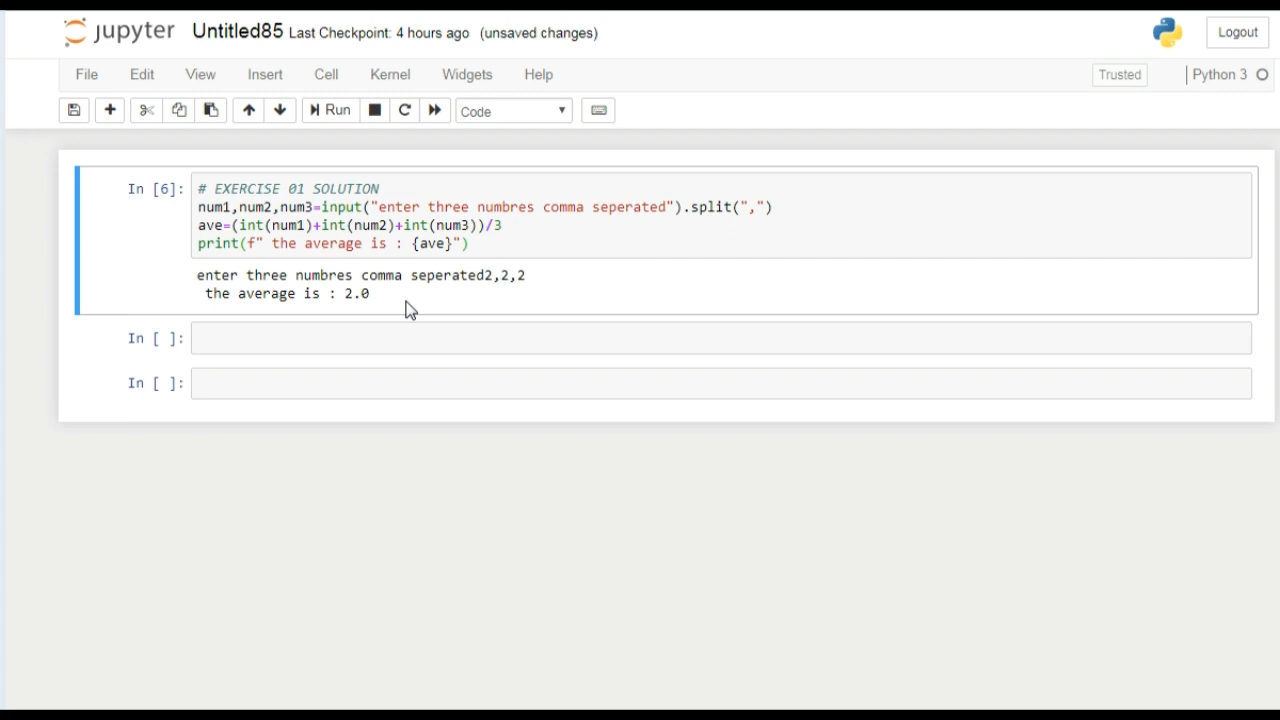 jupyter Untitled85 Last Checkpoint: 4 hours ago (unsaved changes) Logout
File Edit View Insert Cell Kernel Widgets Help Trusted Python 3
Run Code
In [6]: # EXERCISE 01 SOLUTION
num1,num2,num3=input("enter three numbres comma seperated").split(",")
ave=(int(num1)+int(num2)+int(num3))/3
print(f" the average is : {ave}")
enter three numbres comma seperated2,2,2
the average is : 2.0
In [ ]:
In [ ]: